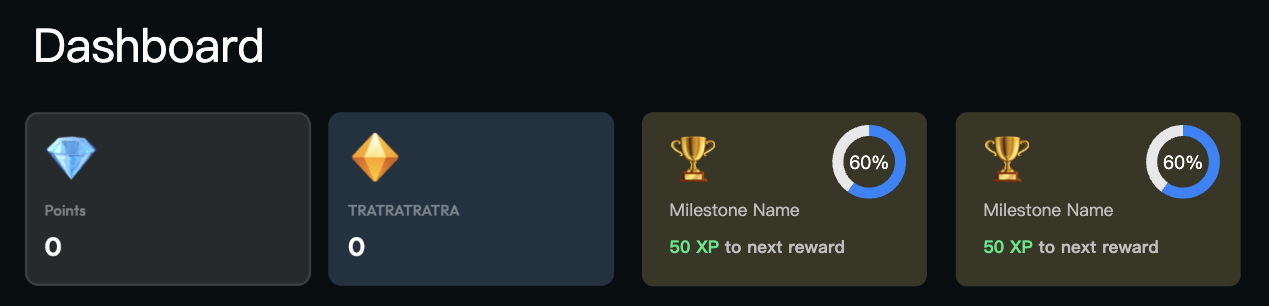 Dashboard
Points
0
TRATRATRATRA
0
60%
Milestone Name
50 XP to next reward
60%
Milestone Name
50 XP to next reward